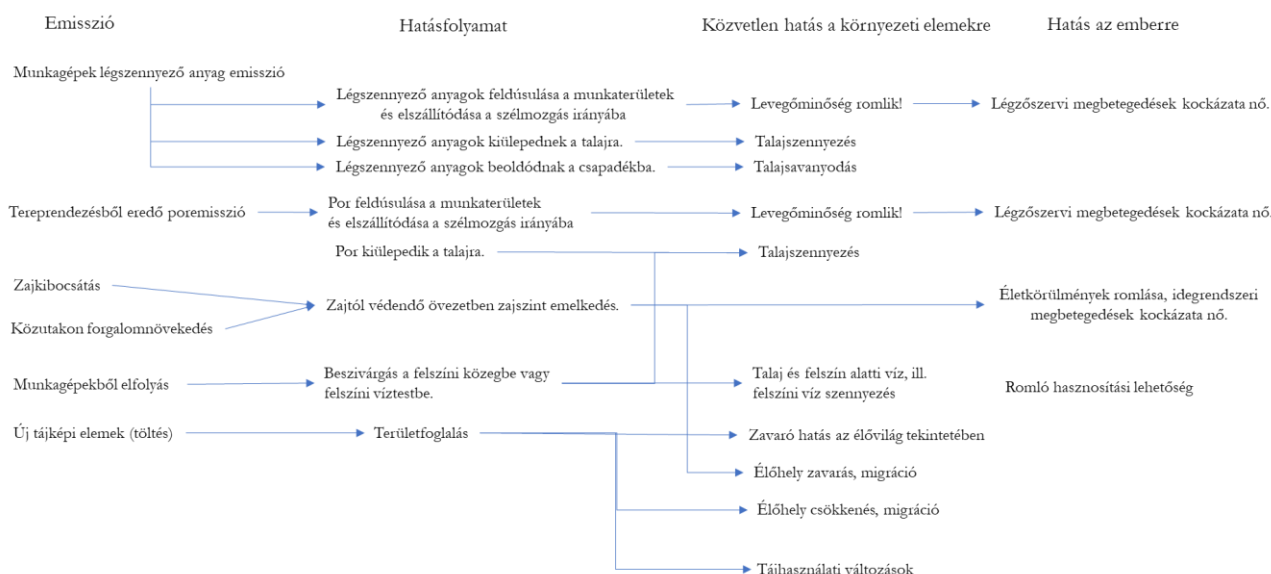 Emisszió
Hatásfolyamat
Közvetlen hatás a környezeti elemekre
Hatás az emberre
Munkagépek légszennyező anyag emisszió
Légszennyező anyagok feldúsulása a munkaterületek
és elszállítódása a szélmozgás irányába
Levegőminőség romlik!
Légzőszervi megbetegedések kockázata nő.
Légszennyező anyagok kiülepednek a talajra.
Talajszennyezés
Légszennyező anyagok beoldódnak a csapadékba.
Talajsavanyodás
Tereprendezésből eredő poremisszió
Por feldúsulása a munkaterületek
és elszállítódása a szélmozgás irányába
Levegőminőség romlik!
Légzőszervi megbetegedések kockázata nő.
Por kiülepedik a talajra.
Talajszennyezés
Zajkibocsátás
Közutakon forgalomnövekedés
Zajtól védendő övezetben zajszint emelkedés.
Életkörülmények romlása, idegrendszeri
megbetegedések kockázata nő.
Munkagépekből elfolyás
Beszivárgás a felszíni közegbe vagy
felszíni víztestbe.
Talaj és felszín alatti víz, ill.
felszíni víz szennyezés
Romló hasznosítási lehetőség
Új tájképi elemek (töltés)
Területfoglalás
Zavaró hatás az élővilág tekintetében
Élőhely zavarás, migráció
Élőhely csökkenés, migráció
Tájhasználati változások